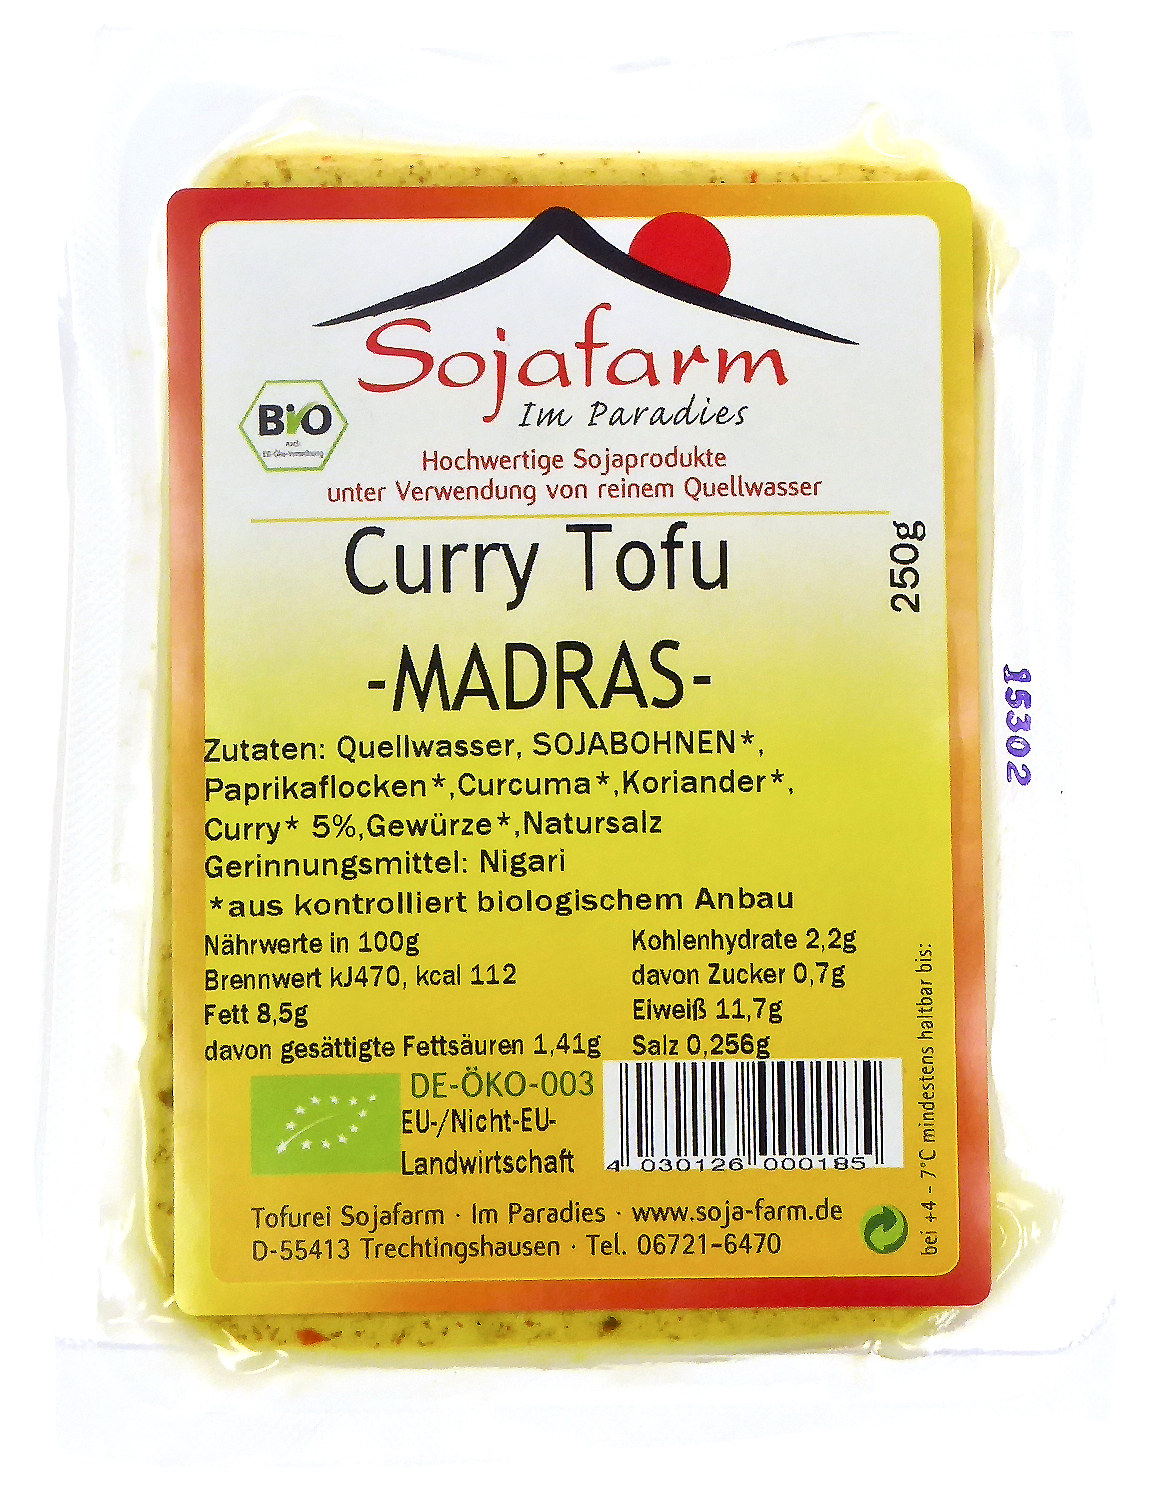 Sojafarm
Im Paradies
BiO
nach
EG-Öko-Verordnung
Hochwertige Sojaprodukte
unter Verwendung von reinem Quellwasser
Curry Tofu
250g
-MADRAS-
15302
Zutaten: Quellwasser, SOJABOHNEN*,
Paprikaflocken*,Curcuma*,Koriander*,
Curry* 5%,Gewürze*,Natursalz
Gerinnungsmittel: Nigari
*aus kontrolliert biologischem Anbau
Nährwerte in 100g
Brennwert kJ470, kcal 112
Fett 8,5g
davon gesättigte Fettsäuren 1,41g
Kohlenhydrate 2,2g
davon Zucker 0,7g
Eiweiß 11,7g
Salz 0,256g
bei +4 - 7°C mindestens haltbar bis:
DE-ÖKO-003
EU-/Nicht-EU-
Landwirtschaft
4 030126 000185
Tofurei Sojafarm · Im Paradies · www.soja-farm.de
D-55413 Trechtingshausen · Tel. 06721-6470